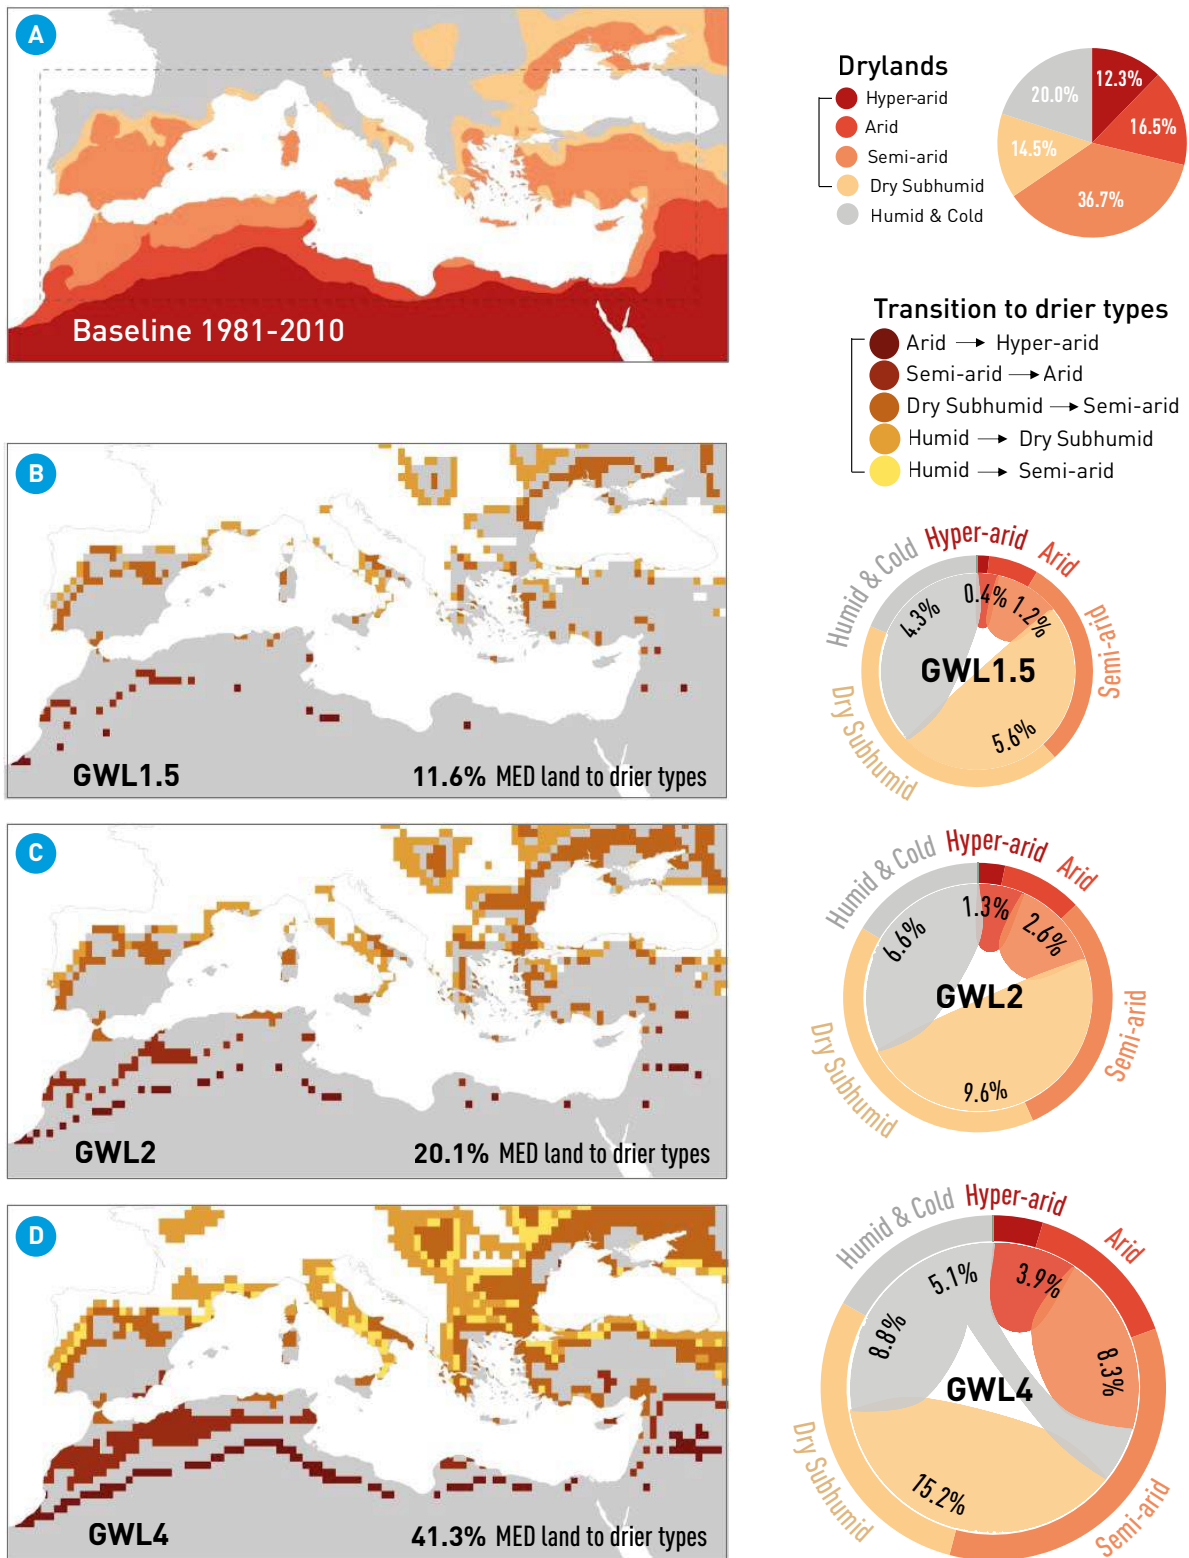 A
Baseline 1981-2010
Drylands
Hyper-arid
Arid
Semi-arid
Dry Subhumid
Humid & Cold
12.3%
16.5%
36.7%
14.5%
20.0%
Transition to drier types
Arid → Hyper-arid
Semi-arid → Arid
Dry Subhumid → Semi-arid
Humid → Dry Subhumid
Humid → Semi-arid
B
GWL1.5
11.6% MED land to drier types
Humid & Cold
Hyper-arid
Arid
Semi-arid
Dry Subhumid
4.3%
0.4%
1.2%
GWL1.5
5.6%
C
GWL2
20.1% MED land to drier types
Humid & Cold
Hyper-arid
Arid
Semi-arid
Dry Subhumid
6.6%
1.3%
2.6%
GWL2
9.6%
D
GWL4
41.3% MED land to drier types
Humid & Cold
Hyper-arid
Arid
Semi-arid
Dry Subhumid
5.1%
3.9%
8.8%
8.3%
GWL4
15.2%